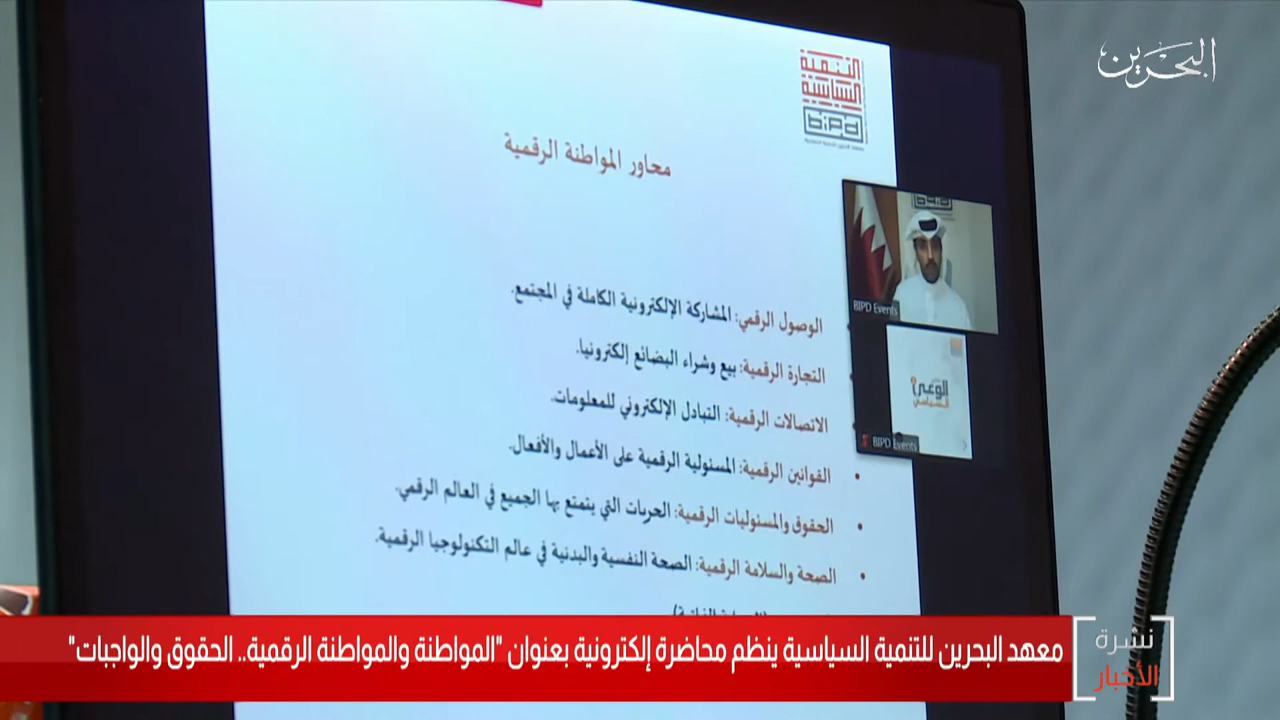 البحرين
التنمية
السياسية
bipd
محاور المواطنة الرقمية
الوصول الرقمي: المشاركة الإلكترونية الكاملة في المجتمع.
التجارة الرقمية: بيع وشراء البضائع إلكترونيا.
الاتصالات الرقمية: التبادل الإلكتروني للمعلومات.
القوانين الرقمية: المسئولية الرقمية على الأعمال والأفعال.
الحقوق والمسئوليات الرقمية: الحريات التي يتمتع بها الجميع في العالم الرقمي.
الصحة والسلامة الرقمية: الصحة النفسية والبدنية في عالم التكنولوجيا الرقمية.
BIPD Events
الوعي
السياسي
BIPD Events
نشرة
الأخبار
معهد البحرين للتنمية السياسية ينظم محاضرة إلكترونية بعنوان "المواطنة والمواطنة الرقمية.. الحقوق والواجبات"